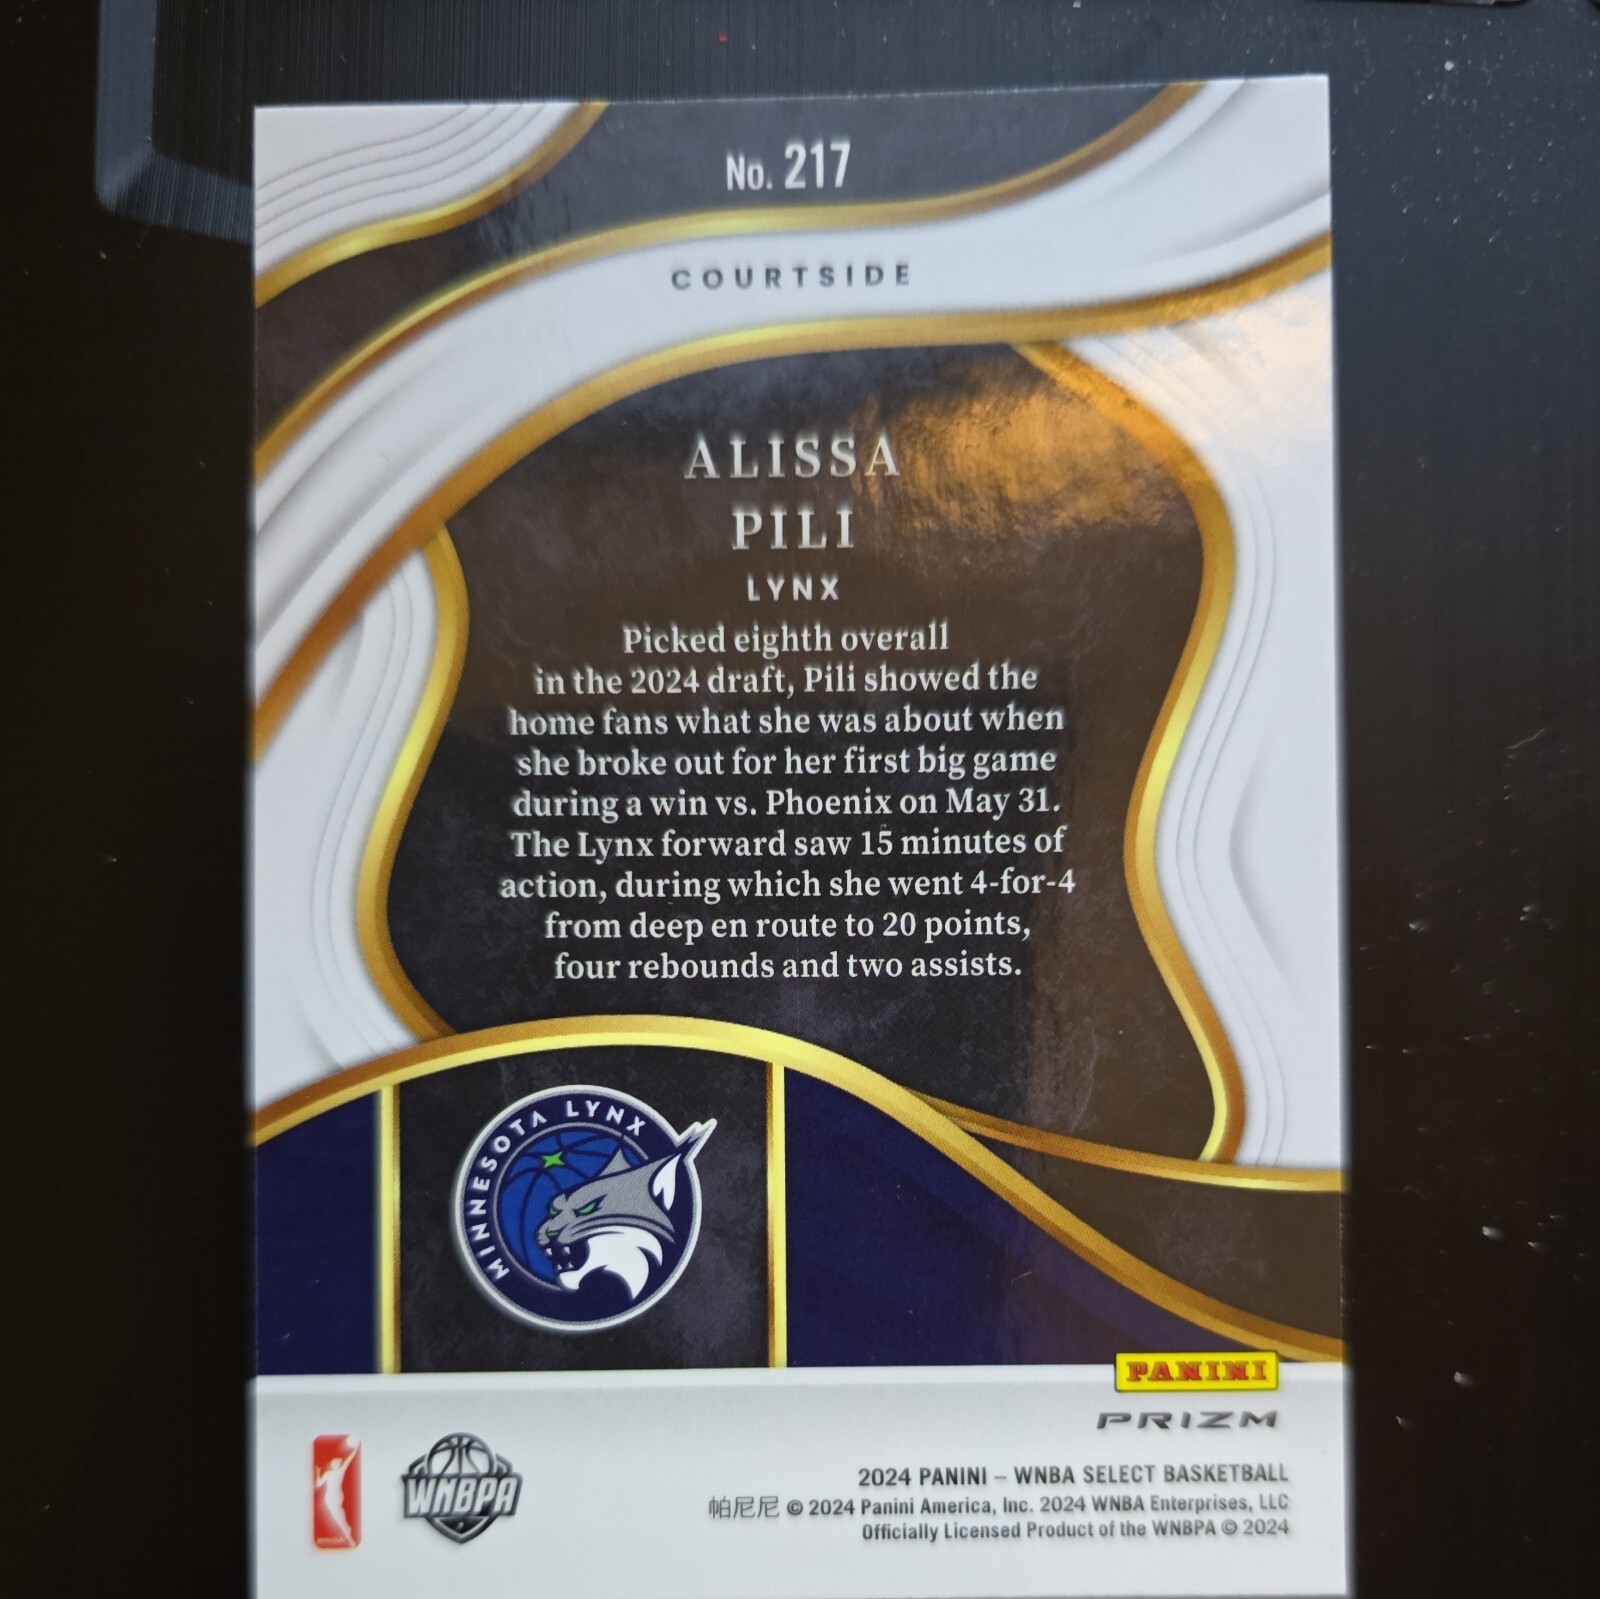 No. 217
COURTSIDE
ALISSA
PILI
LYNX
Picked eighth overall
in the 2024 draft, Pili showed the
home fans what she was about when
she broke out for her first big game
during a win vs. Phoenix on May 31.
The Lynx forward saw 15 minutes of
action, during which she went 4-for-4
from deep en route to 20 points,
four rebounds and two assists.
MINNESOTA LYNX
PANINI
PRIZM
WNBA
WNBPA
2024 PANINI – WNBA SELECT BASKETBALL
帕尼尼 © 2024 Panini America, Inc. 2024 WNBA Enterprises, LLC
Officially Licensed Product of the WNBPA © 2024